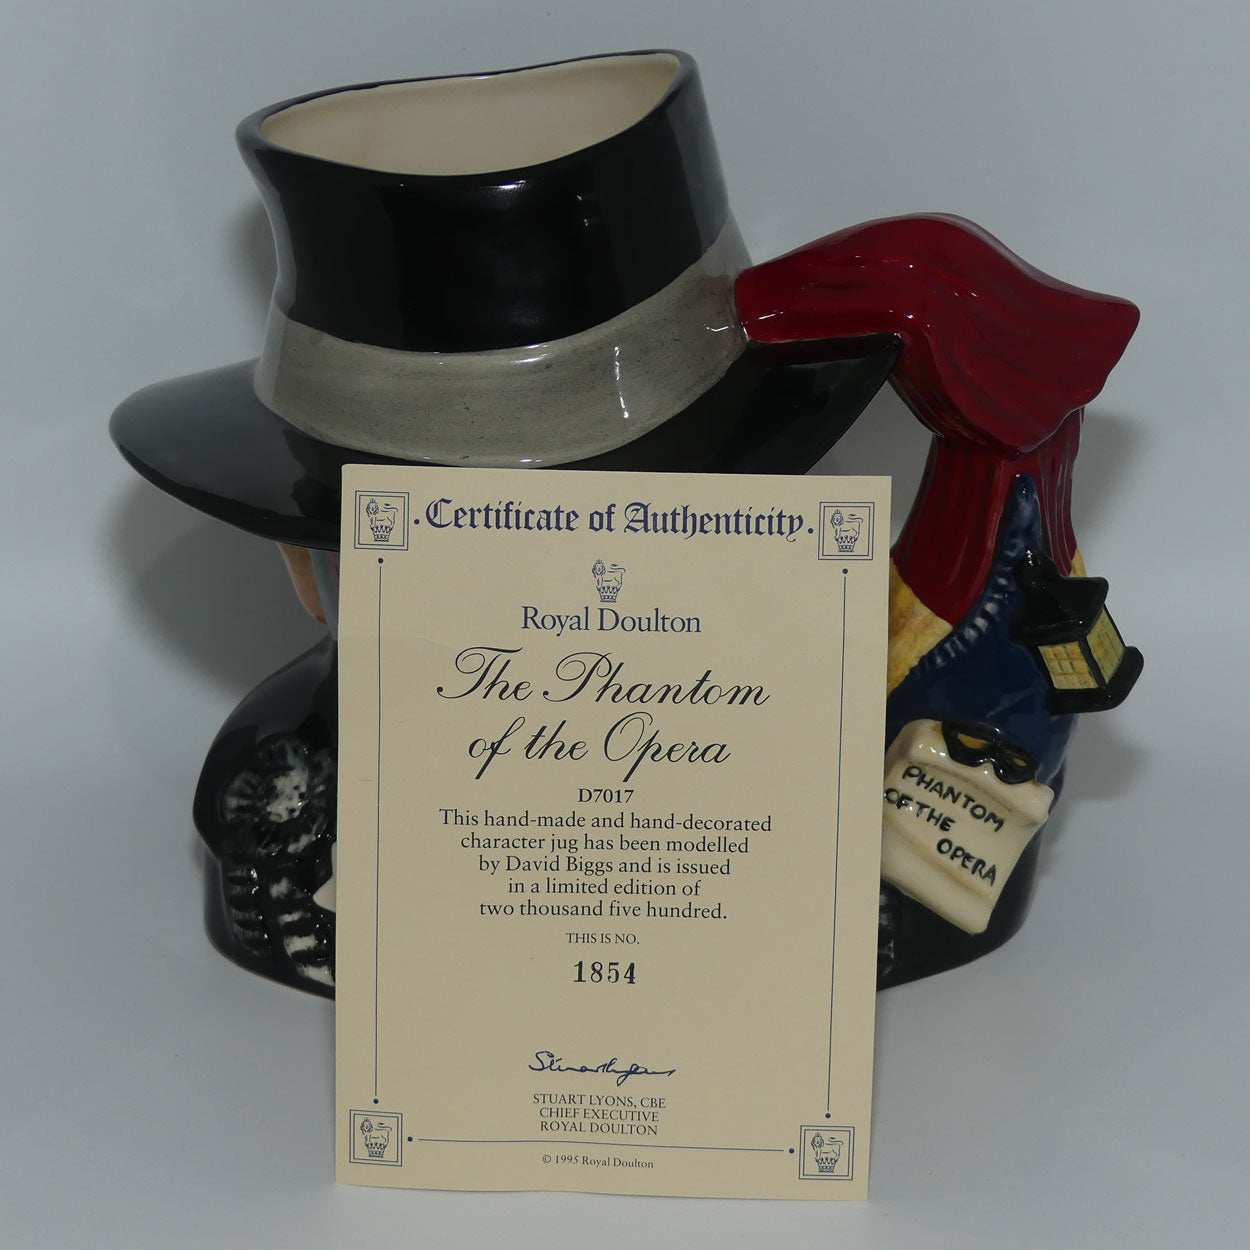 Certificate of Authenticity
Royal Doulton
The Phantom
of the Opera
D7017
This hand-made and hand-decorated
character jug has been modelled
by David Biggs and is issued
in a limited edition of
two thousand five hundred.
THIS IS NO.
1854
Stuart Lyons
STUART LYONS, CBE
CHIEF EXECUTIVE
ROYAL DOULTON
© 1995 Royal Doulton
PHANTOM
OF THE
OPERA